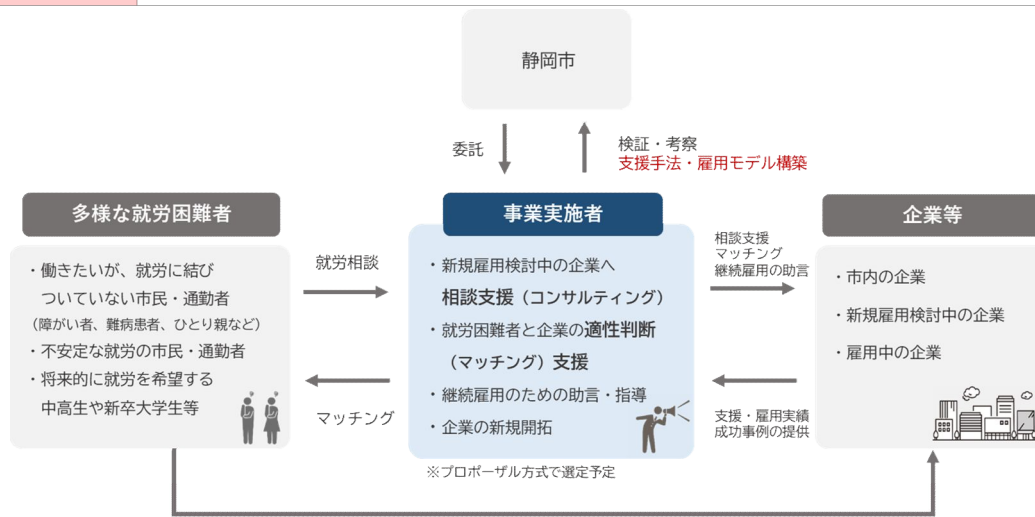 静岡市
委託
検証・考察
支援手法・雇用モデル構築
多様な就労困難者
・働きたいが、就労に結び
ついていない市民・通勤者
(障がい者、難病患者、ひとり親など)
・不安定な就労の市民・通勤者
・将来的に就労を希望する
中高生や新卒大学生等
就労相談
マッチング
事業実施者
・新規雇用検討中の企業へ
相談支援(コンサルティング)
・就労困難者と企業の適性判断
(マッチング)支援
・継続雇用のための助言・指導
・企業の新規開拓
※プロポーザル方式で選定予定
相談支援
マッチング
継続雇用の助言
支援・雇用実績
成功事例の提供
企業等
・市内の企業
・新規雇用検討中の企業
・雇用中の企業